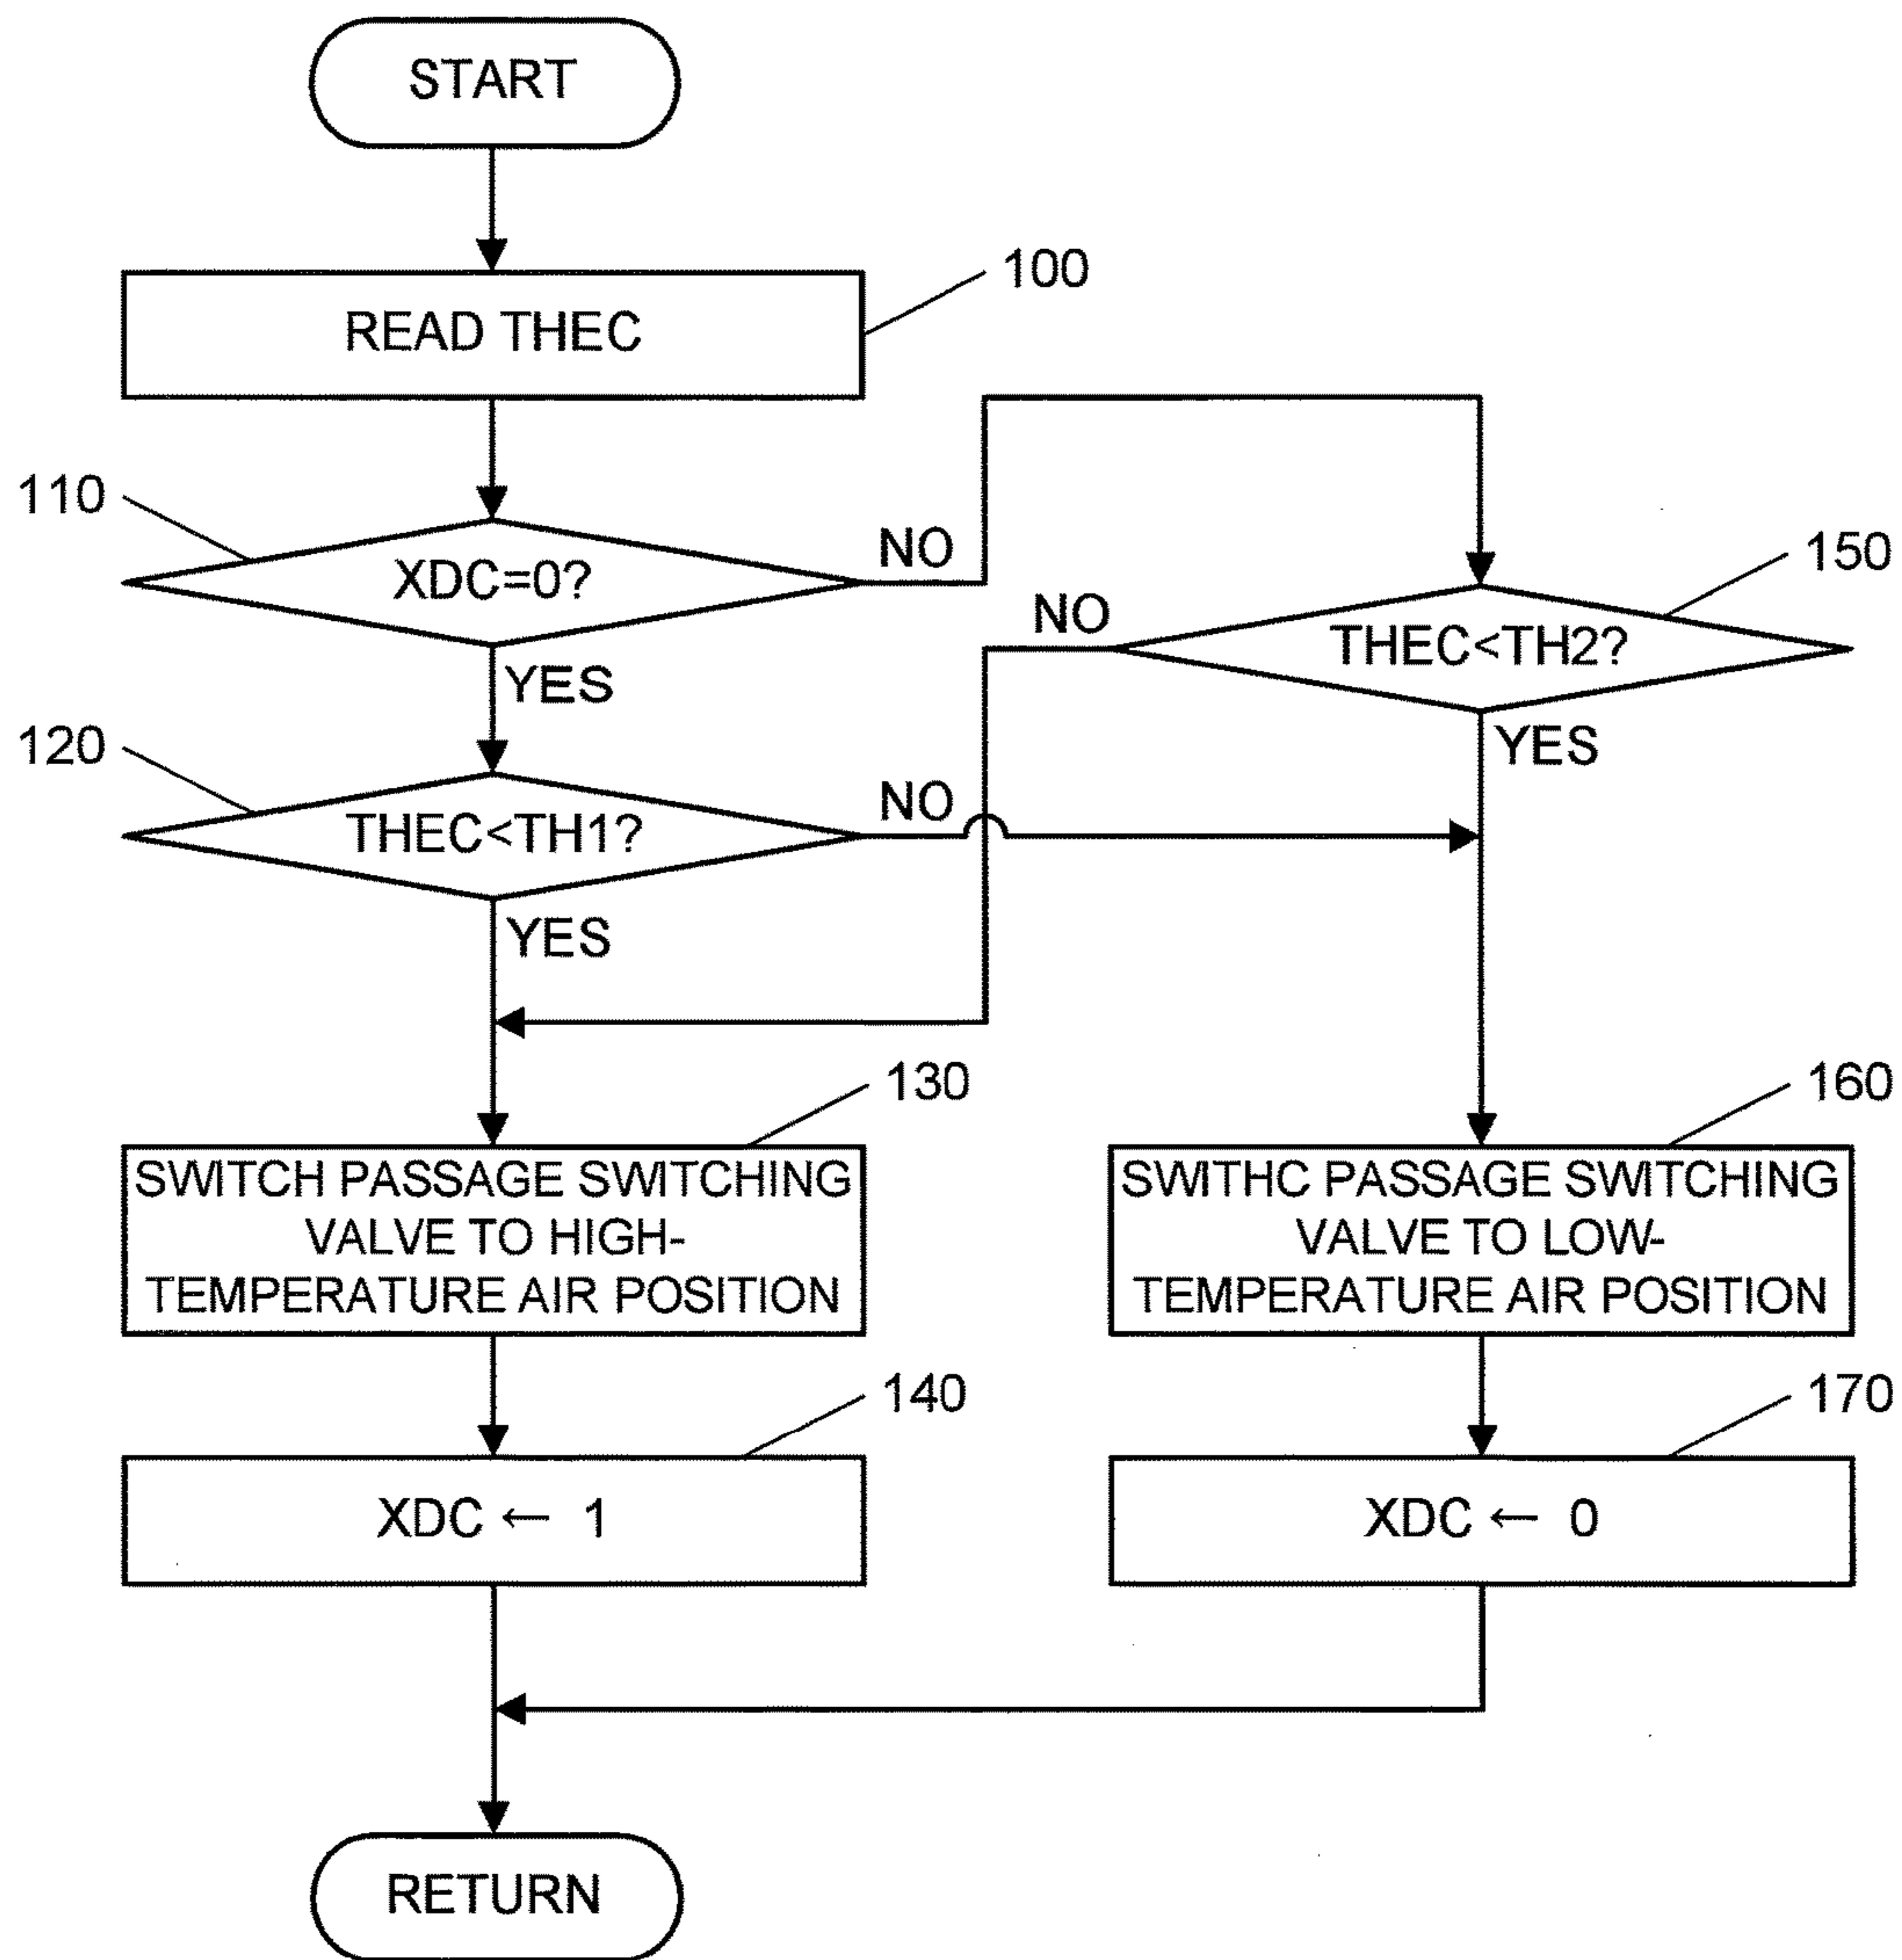 START
READ THEC
100
110
XDC=0?
NO
YES
150
THEC<TH2?
NO
YES
120
THEC<TH1?
NO
YES
130
SWITCH PASSAGE SWITCHING
VALVE TO HIGH-
TEMPERATURE AIR POSITION
160
SWITHC PASSAGE SWITCHING
VALVE TO LOW-
TEMPERATURE AIR POSITION
140
XDC ← 1
170
XDC ← 0
RETURN